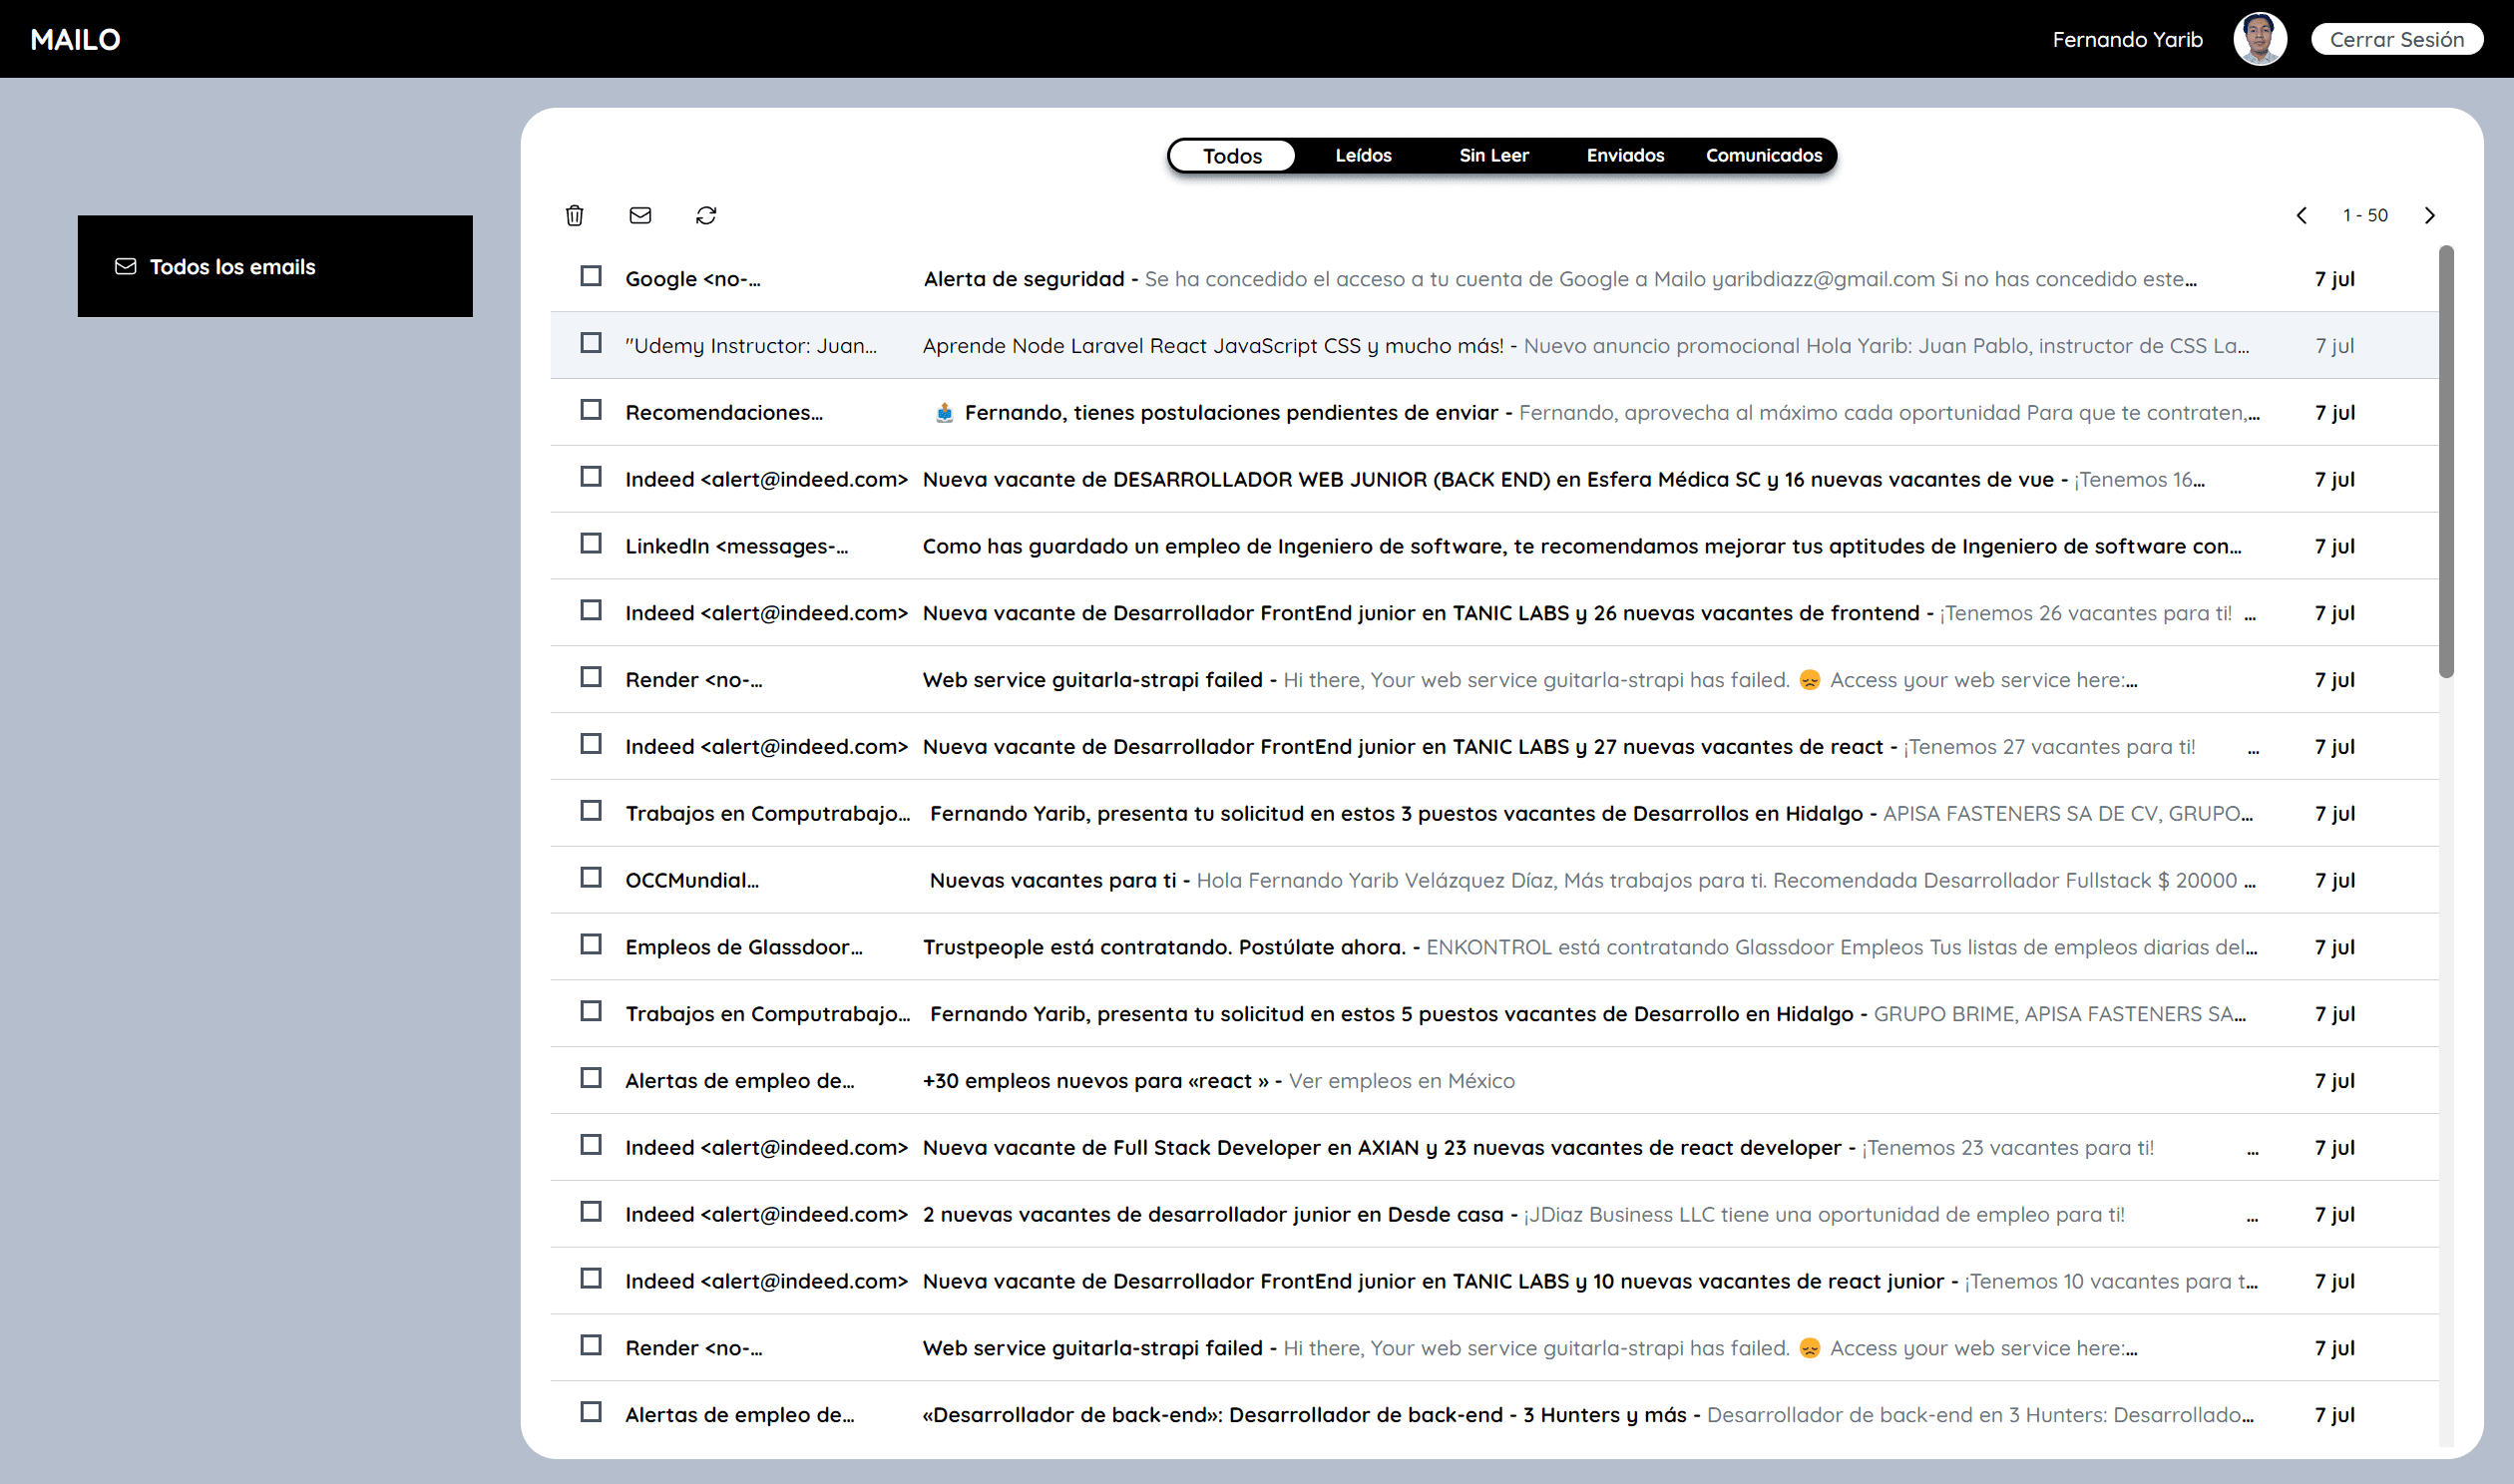 MAILO
Fernando Yarib
Cerrar Sesión
Todos Leídos Sin Leer Enviados Comunicados
1 - 50
Todos los emails
Google <no-... Alerta de seguridad - Se ha concedido el acceso a tu cuenta de Google a Mailo yaribdiazz@gmail.com Si no has concedido este... 7 jul
"Udemy Instructor: Juan... Aprende Node Laravel React JavaScript CSS y mucho más! - Nuevo anuncio promocional Hola Yarib: Juan Pablo, instructor de CSS La... 7 jul
Recomendaciones... 📤 Fernando, tienes postulaciones pendientes de enviar - Fernando, aprovecha al máximo cada oportunidad Para que te contraten,... 7 jul
Indeed <alert@indeed.com> Nueva vacante de DESARROLLADOR WEB JUNIOR (BACK END) en Esfera Médica SC y 16 nuevas vacantes de vue - ¡Tenemos 16... 7 jul
LinkedIn <messages-... Como has guardado un empleo de Ingeniero de software, te recomendamos mejorar tus aptitudes de Ingeniero de software con... 7 jul
Indeed <alert@indeed.com> Nueva vacante de Desarrollador FrontEnd junior en TANIC LABS y 26 nuevas vacantes de frontend - ¡Tenemos 26 vacantes para ti! ... 7 jul
Render <no-... Web service guitarla-strapi failed - Hi there, Your web service guitarla-strapi has failed. 😞 Access your web service here:... 7 jul
Indeed <alert@indeed.com> Nueva vacante de Desarrollador FrontEnd junior en TANIC LABS y 27 nuevas vacantes de react - ¡Tenemos 27 vacantes para ti! ... 7 jul
Trabajos en Computrabajo... Fernando Yarib, presenta tu solicitud en estos 3 puestos vacantes de Desarrollos en Hidalgo - APISA FASTENERS SA DE CV, GRUPO... 7 jul
OCCMundial... Nuevas vacantes para ti - Hola Fernando Yarib Velázquez Díaz, Más trabajos para ti. Recomendada Desarrollador Fullstack $ 20000 ... 7 jul
Empleos de Glassdoor... Trustpeople está contratando. Postúlate ahora. - ENKONTROL está contratando Glassdoor Empleos Tus listas de empleos diarias del... 7 jul
Trabajos en Computrabajo... Fernando Yarib, presenta tu solicitud en estos 5 puestos vacantes de Desarrollo en Hidalgo - GRUPO BRIME, APISA FASTENERS SA... 7 jul
Alertas de empleo de... +30 empleos nuevos para «react » - Ver empleos en México 7 jul
Indeed <alert@indeed.com> Nueva vacante de Full Stack Developer en AXIAN y 23 nuevas vacantes de react developer - ¡Tenemos 23 vacantes para ti! ... 7 jul
Indeed <alert@indeed.com> 2 nuevas vacantes de desarrollador junior en Desde casa - ¡JDiaz Business LLC tiene una oportunidad de empleo para ti! ... 7 jul
Indeed <alert@indeed.com> Nueva vacante de Desarrollador FrontEnd junior en TANIC LABS y 10 nuevas vacantes de react junior - ¡Tenemos 10 vacantes para t... 7 jul
Render <no-... Web service guitarla-strapi failed - Hi there, Your web service guitarla-strapi has failed. 😞 Access your web service here:... 7 jul
Alertas de empleo de... «Desarrollador de back-end»: Desarrollador de back-end - 3 Hunters y más - Desarrollador de back-end en 3 Hunters: Desarrollado... 7 jul